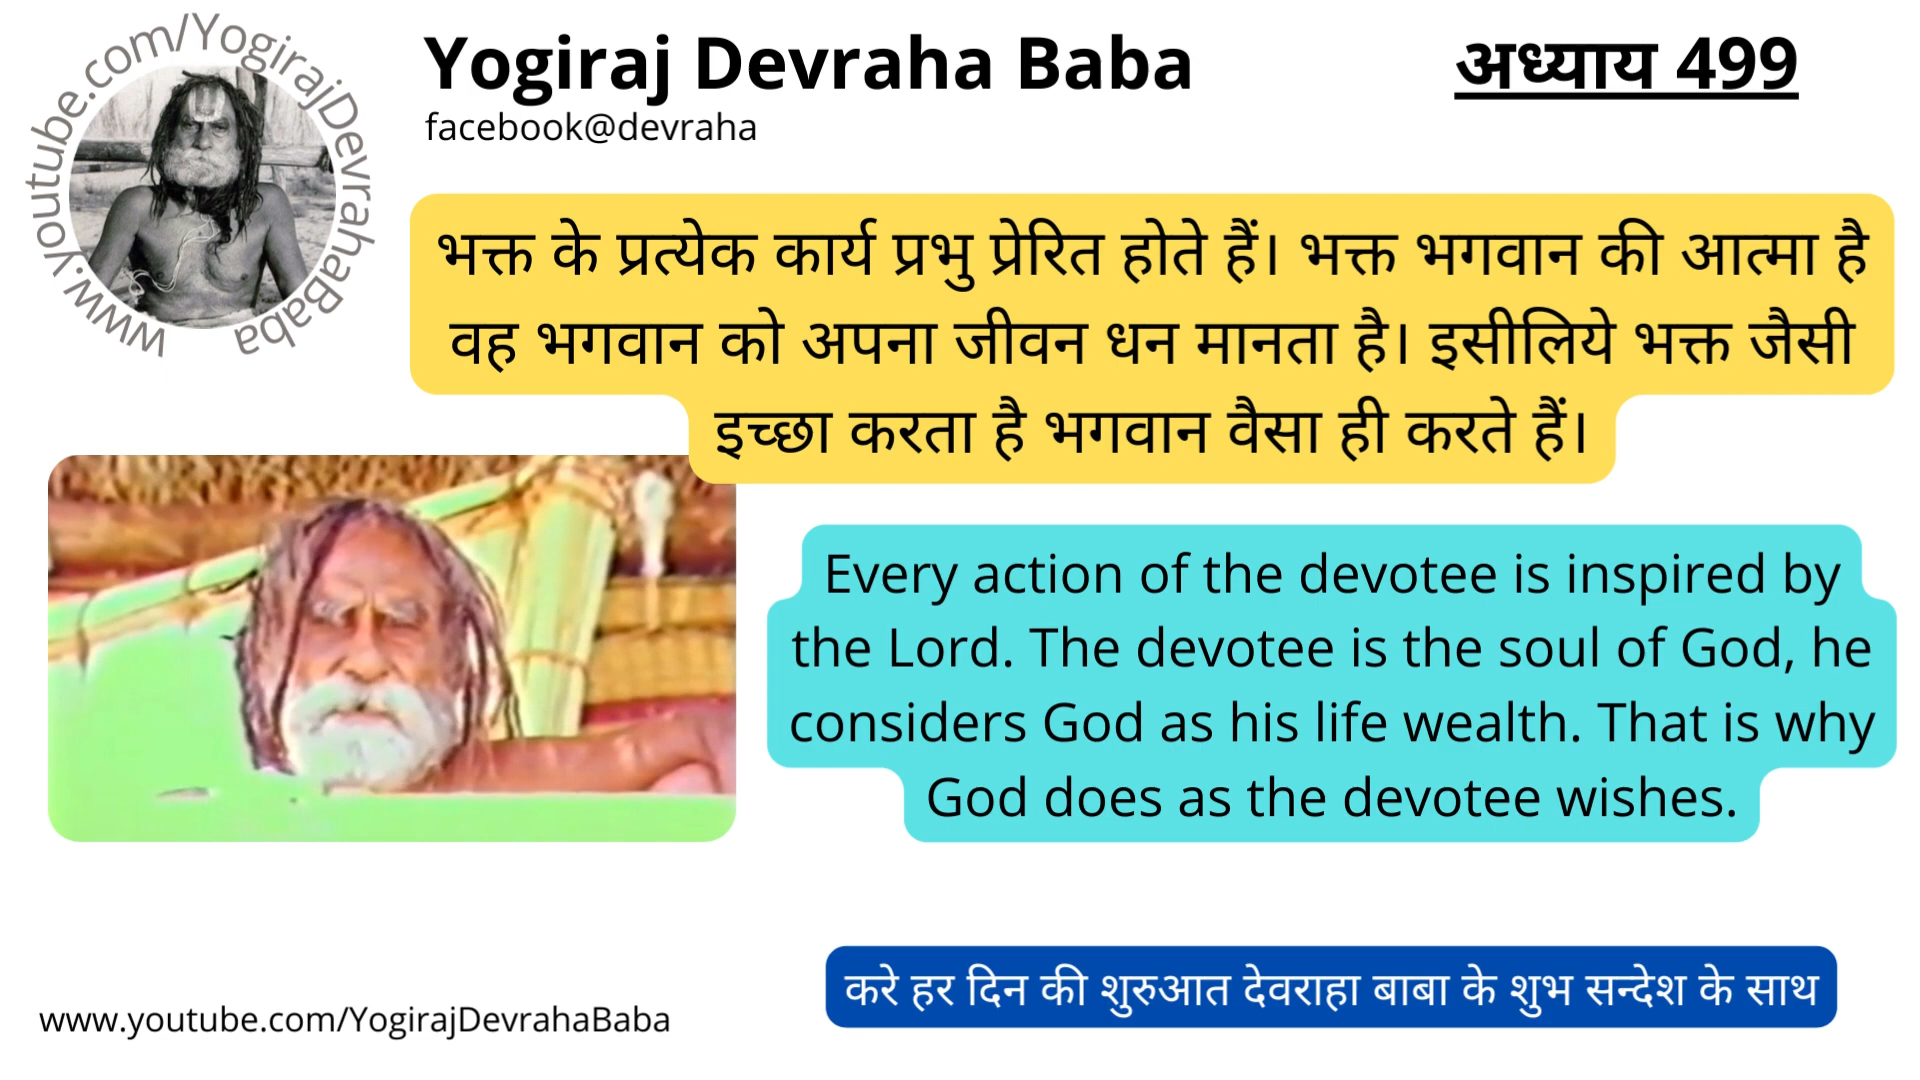 www.youtube.com/YogirajDevrahaBaba
Yogiraj Devraha Baba
अध्याय 499
facebook@devraha
भक्त के प्रत्येक कार्य प्रभु प्रेरित होते हैं। भक्त भगवान की आत्मा है
वह भगवान को अपना जीवन धन मानता है। इसीलिये भक्त जैसी
इच्छा करता है भगवान वैसा ही करते हैं।
Every action of the devotee is inspired by
the Lord. The devotee is the soul of God, he
considers God as his life wealth. That is why
God does as the devotee wishes.
करे हर दिन की शुरुआत देवराहा बाबा के शुभ सन्देश के साथ
www.youtube.com/YogirajDevrahaBaba